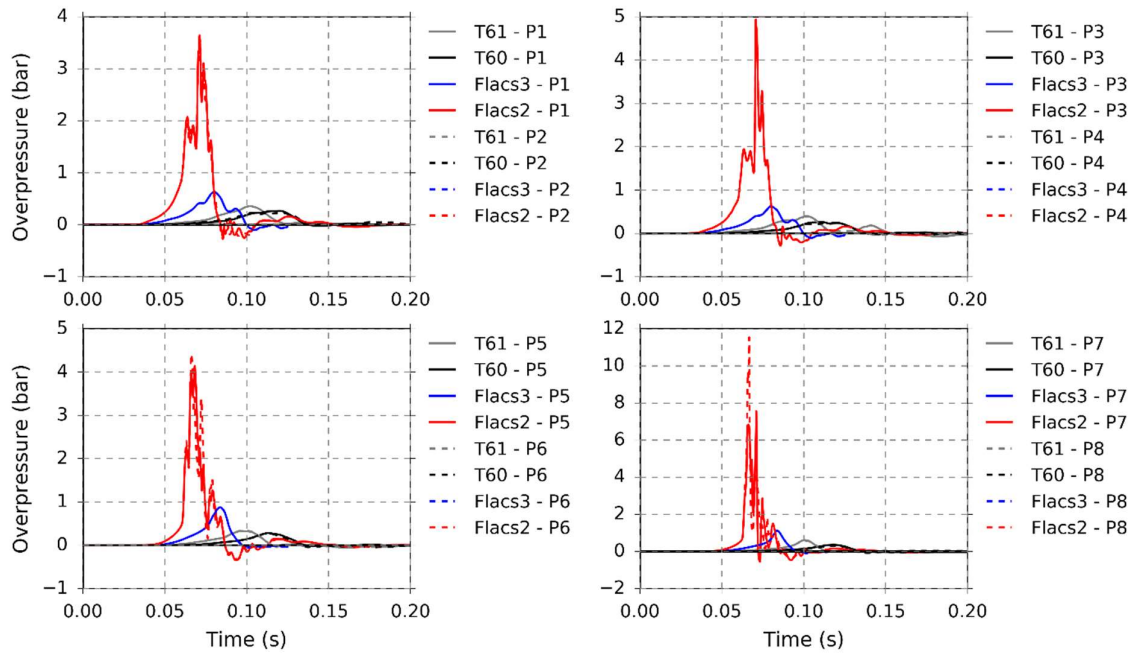 Overpressure (bar)
4
3
2
1
0
−1
0.00 0.05 0.10 0.15 0.20
T61 - P1
T60 - P1
Flacs3 - P1
Flacs2 - P1
T61 - P2
T60 - P2
Flacs3 - P2
Flacs2 - P2
5
4
3
2
1
0
−1
0.00 0.05 0.10 0.15 0.20
T61 - P3
T60 - P3
Flacs3 - P3
Flacs2 - P3
T61 - P4
T60 - P4
Flacs3 - P4
Flacs2 - P4
Overpressure (bar)
5
4
3
2
1
0
−1
0.00 0.05 0.10 0.15 0.20
Time (s)
T61 - P5
T60 - P5
Flacs3 - P5
Flacs2 - P5
T61 - P6
T60 - P6
Flacs3 - P6
Flacs2 - P6
12
10
8
6
4
2
0
−2
0.00 0.05 0.10 0.15 0.20
Time (s)
T61 - P7
T60 - P7
Flacs3 - P7
Flacs2 - P7
T61 - P8
T60 - P8
Flacs3 - P8
Flacs2 - P8